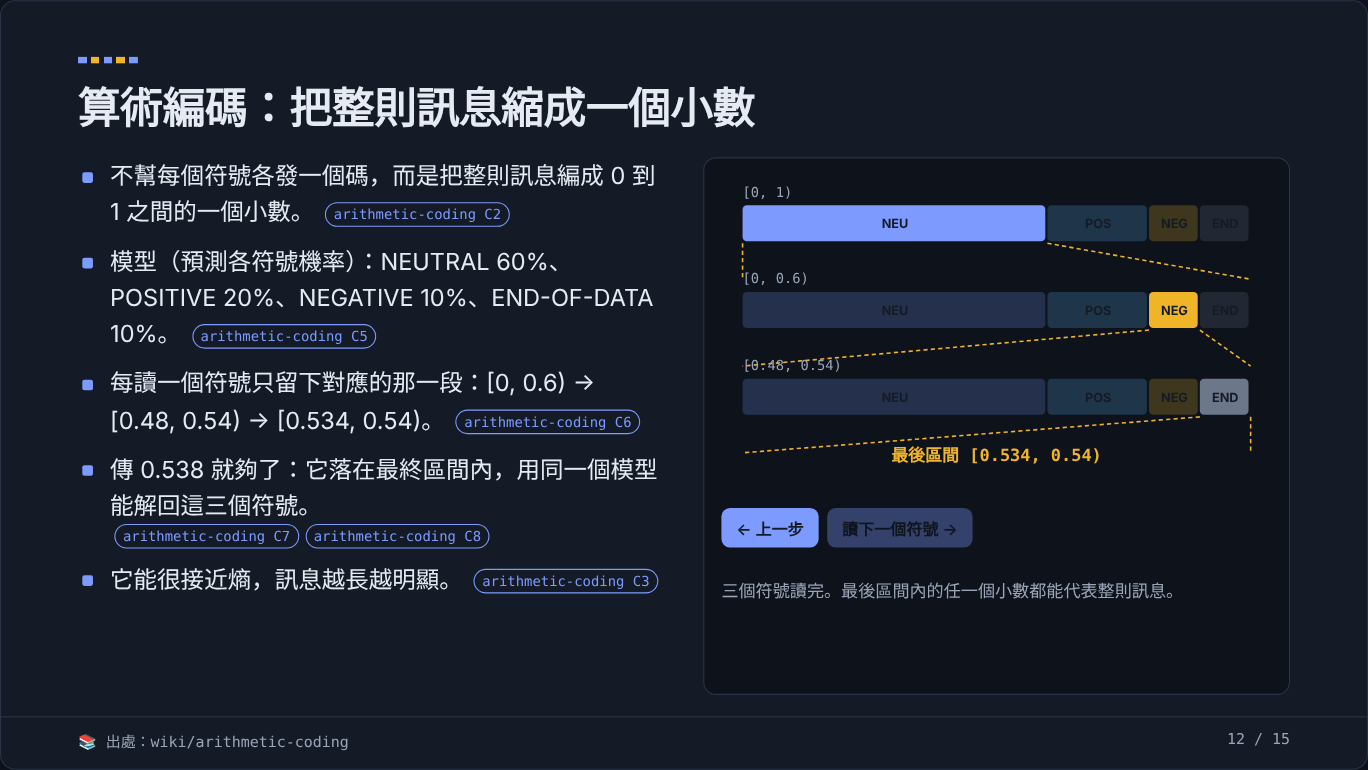 算術編碼：把整則訊息縮成一個小數
不幫每個符號各發一個碼，而是把整則訊息編成 0 到
1 之間的一個小數。 arithmetic-coding C2
模型（預測各符號機率）：NEUTRAL 60%、
POSITIVE 20%、NEGATIVE 10%、END-OF-DATA
10%。 arithmetic-coding C5
每讀一個符號只留下對應的那一段：[0, 0.6) →
[0.48, 0.54) → [0.534, 0.54)。 arithmetic-coding C6
傳 0.538 就夠了：它落在最終區間內，用同一個模型
能解回這三個符號。
arithmetic-coding C7 arithmetic-coding C8
它能很接近熵，訊息越長越明顯。 arithmetic-coding C3
[0, 1)
NEU POS NEG END
[0, 0.6)
NEU POS NEG END
[0.48, 0.54)
NEU POS NEG END
最後區間 [0.534, 0.54)
← 上一步 讀下一個符號 →
三個符號讀完。最後區間內的任一個小數都能代表整則訊息。
出處：wiki/arithmetic-coding
12 / 15